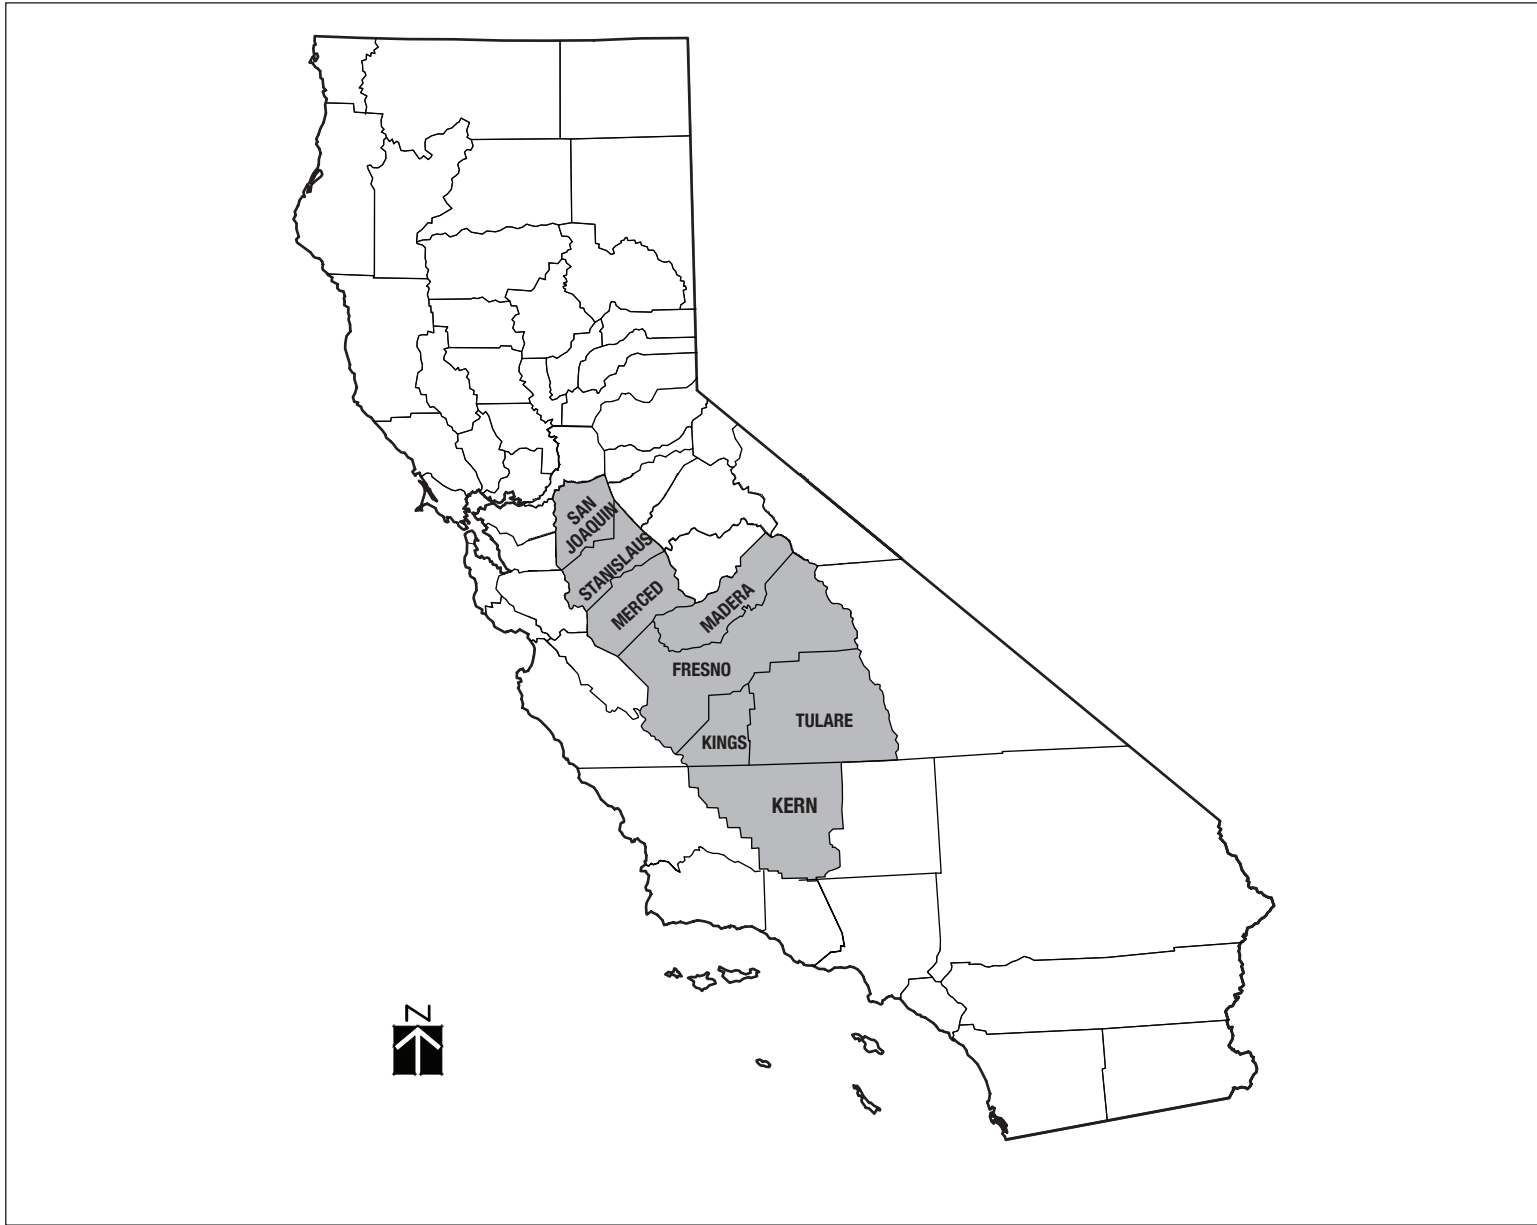 SAN
JOAQUIN
STANISLAUS
MERCED
MADERA
FRESNO
TULARE
KINGS
KERN
N